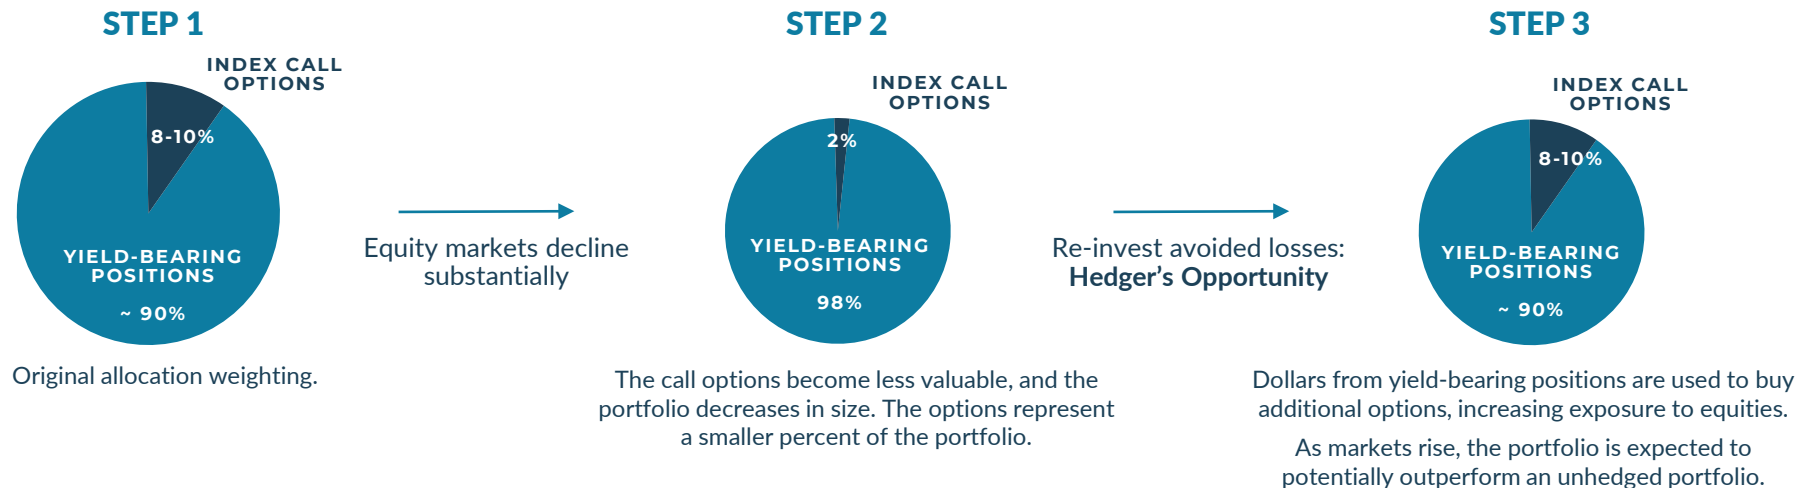 STEP 1
INDEX CALL
OPTIONS
8-10%
YIELD-BEARING
POSITIONS
~ 90%
Original allocation weighting.
Equity markets decline
substantially
STEP 2
INDEX CALL
OPTIONS
2%
YIELD-BEARING
POSITIONS
98%
The call options become less valuable, and the
portfolio decreases in size. The options represent
a smaller percent of the portfolio.
Re-invest avoided losses:
Hedger’s Opportunity
STEP 3
INDEX CALL
OPTIONS
8-10%
YIELD-BEARING
POSITIONS
~ 90%
Dollars from yield-bearing positions are used to buy
additional options, increasing exposure to equities.
As markets rise, the portfolio is expected to
potentially outperform an unhedged portfolio.